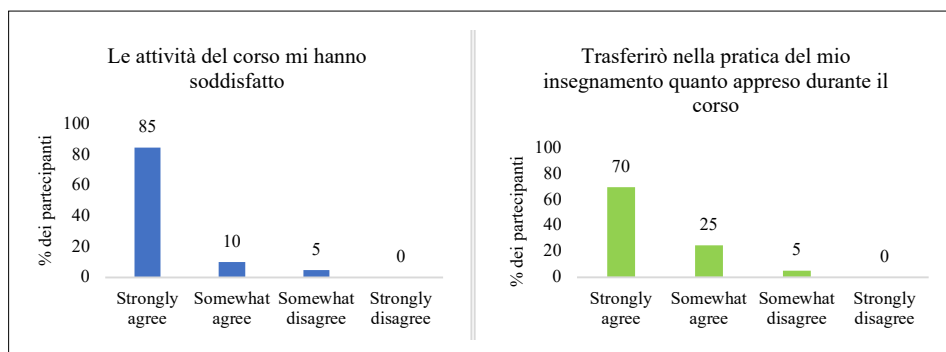 Le attività del corso mi hanno
soddisfatto
% dei partecipanti
100
80
60
40
20
0
85
10
5
0
Strongly agree
Somewhat agree
Somewhat disagree
Strongly disagree
Trasferirò nella pratica del mio
insegnamento quanto appreso durante il
corso
% dei partecipanti
100
80
60
40
20
0
70
25
5
0
Strongly agree
Somewhat agree
Somewhat disagree
Strongly disagree